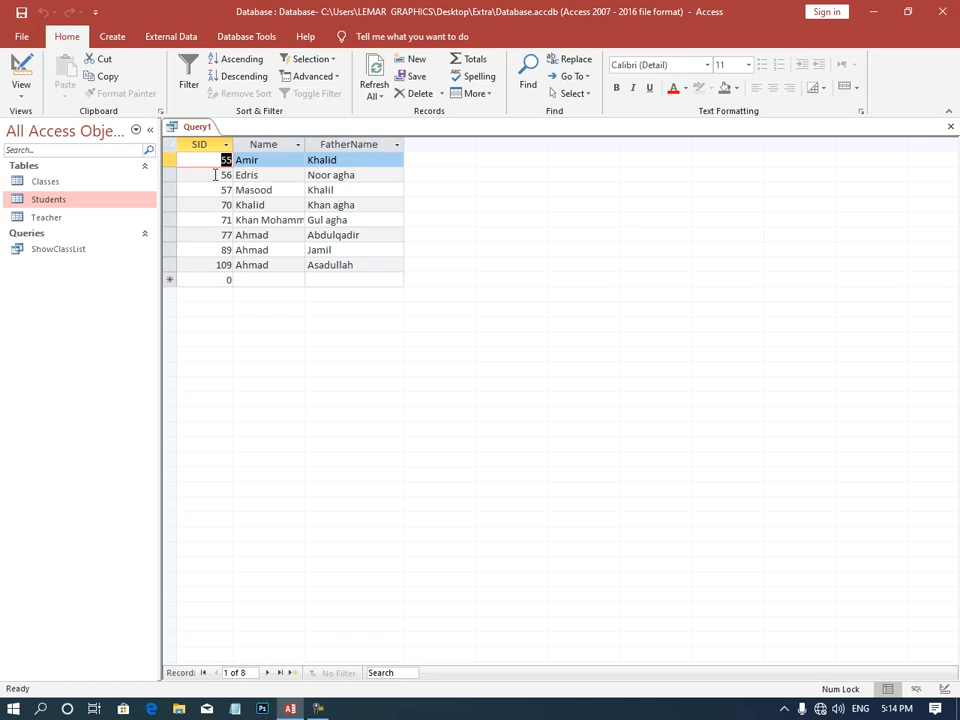 Database : Database- C:\Users\LEMAR GRAPHICS\Desktop\Extra\Database.accdb (Access 2007 - 2016 file format) - Access
Sign in
File Home Create External Data Database Tools Help Tell me what you want to do
View
Views
Paste
Cut
Copy
Format Painter
Clipboard
Filter
Ascending
Descending
Remove Sort
Selection
Advanced
Toggle Filter
Sort & Filter
Refresh All
New
Save
Delete
Totals
Spelling
More
Records
Find
Replace
Go To
Select
Find
Calibri (Detail) 11
B I U A
Text Formatting
All Access Obje...
Search...
Tables
Classes
Students
Teacher
Queries
ShowClassList
Query1
SID Name FatherName
55 Amir Khalid
56 Edris Noor agha
57 Masood Khalil
70 Khalid Khan agha
71 Khan Mohamm Gul agha
77 Ahmad Abdulqadir
89 Ahmad Jamil
109 Ahmad Asadullah
0
Record: 1 of 8 No Filter Search
Ready
Num Lock
SQL
Ps
ENG 5:14 PM